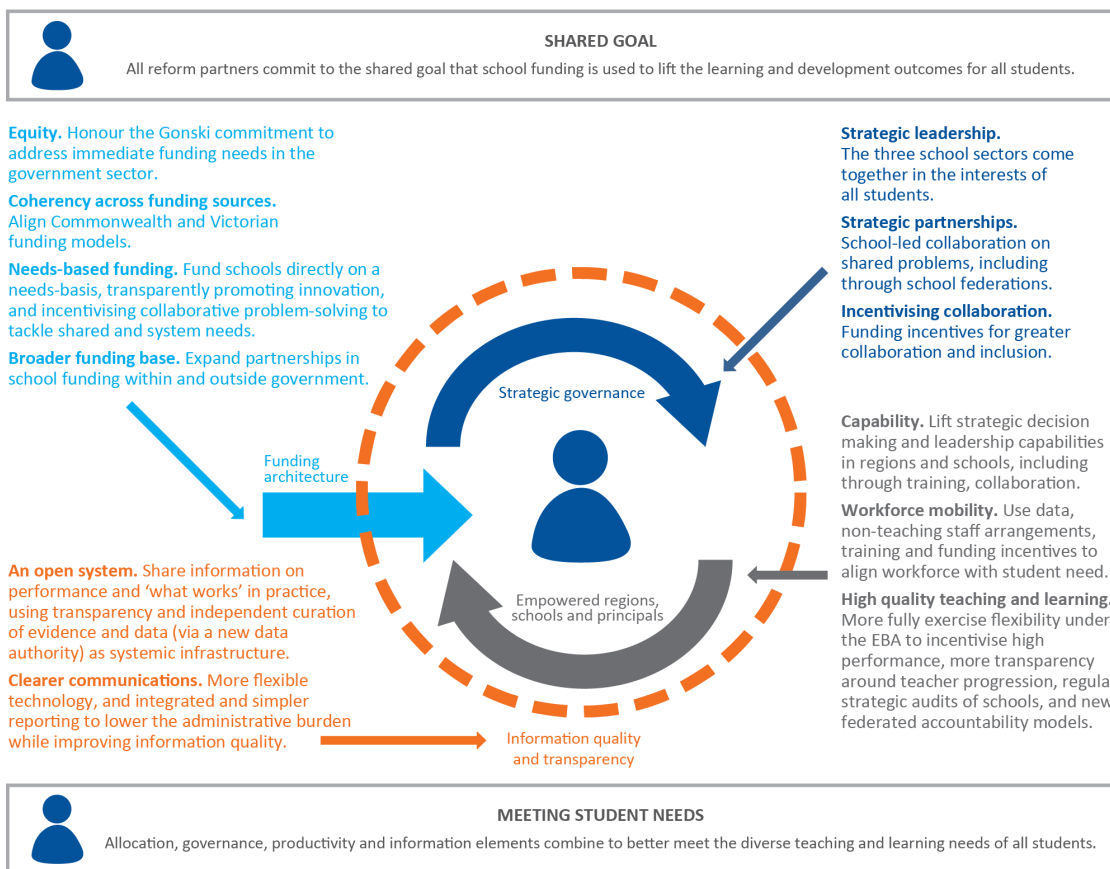 SHARED GOAL
All reform partners commit to the shared goal that school funding is used to lift the learning and development outcomes for all students.
Equity. Honour the Gonski commitment to
address immediate funding needs in the
government sector.
Coherency across funding sources.
Align Commonwealth and Victorian
funding models.
Needs-based funding. Fund schools directly on a
needs-basis, transparently promoting innovation,
and incentivising collaborative problem-solving to
tackle shared and system needs.
Broader funding base. Expand partnerships in
school funding within and outside government.
Strategic leadership.
The three school sectors come
together in the interests of
all students.
Strategic partnerships.
School-led collaboration on
shared problems, including
through school federations.
Incentivising collaboration.
Funding incentives for greater
collaboration and inclusion.
Strategic governance
Funding
architecture
Capability. Lift strategic decision
making and leadership capabilities
in regions and schools, including
through training, collaboration.
Workforce mobility. Use data,
non-teaching staff arrangements,
training and funding incentives to
align workforce with student need.
High quality teaching and learning.
More fully exercise flexibility under
the EBA to incentivise high
performance, more transparency
around teacher progression, regula
strategic audits of schools, and new
federated accountability models.
Empowered regions,
schools and principals
An open system. Share information on
performance and ‘what works’ in practice,
using transparency and independent curation
of evidence and data (via a new data
authority) as systemic infrastructure.
Clearer communications. More flexible
technology, and integrated and simpler
reporting to lower the administrative burden
while improving information quality.
Information quality
and transparency
MEETING STUDENT NEEDS
Allocation, governance, productivity and information elements combine to better meet the diverse teaching and learning needs of all students.